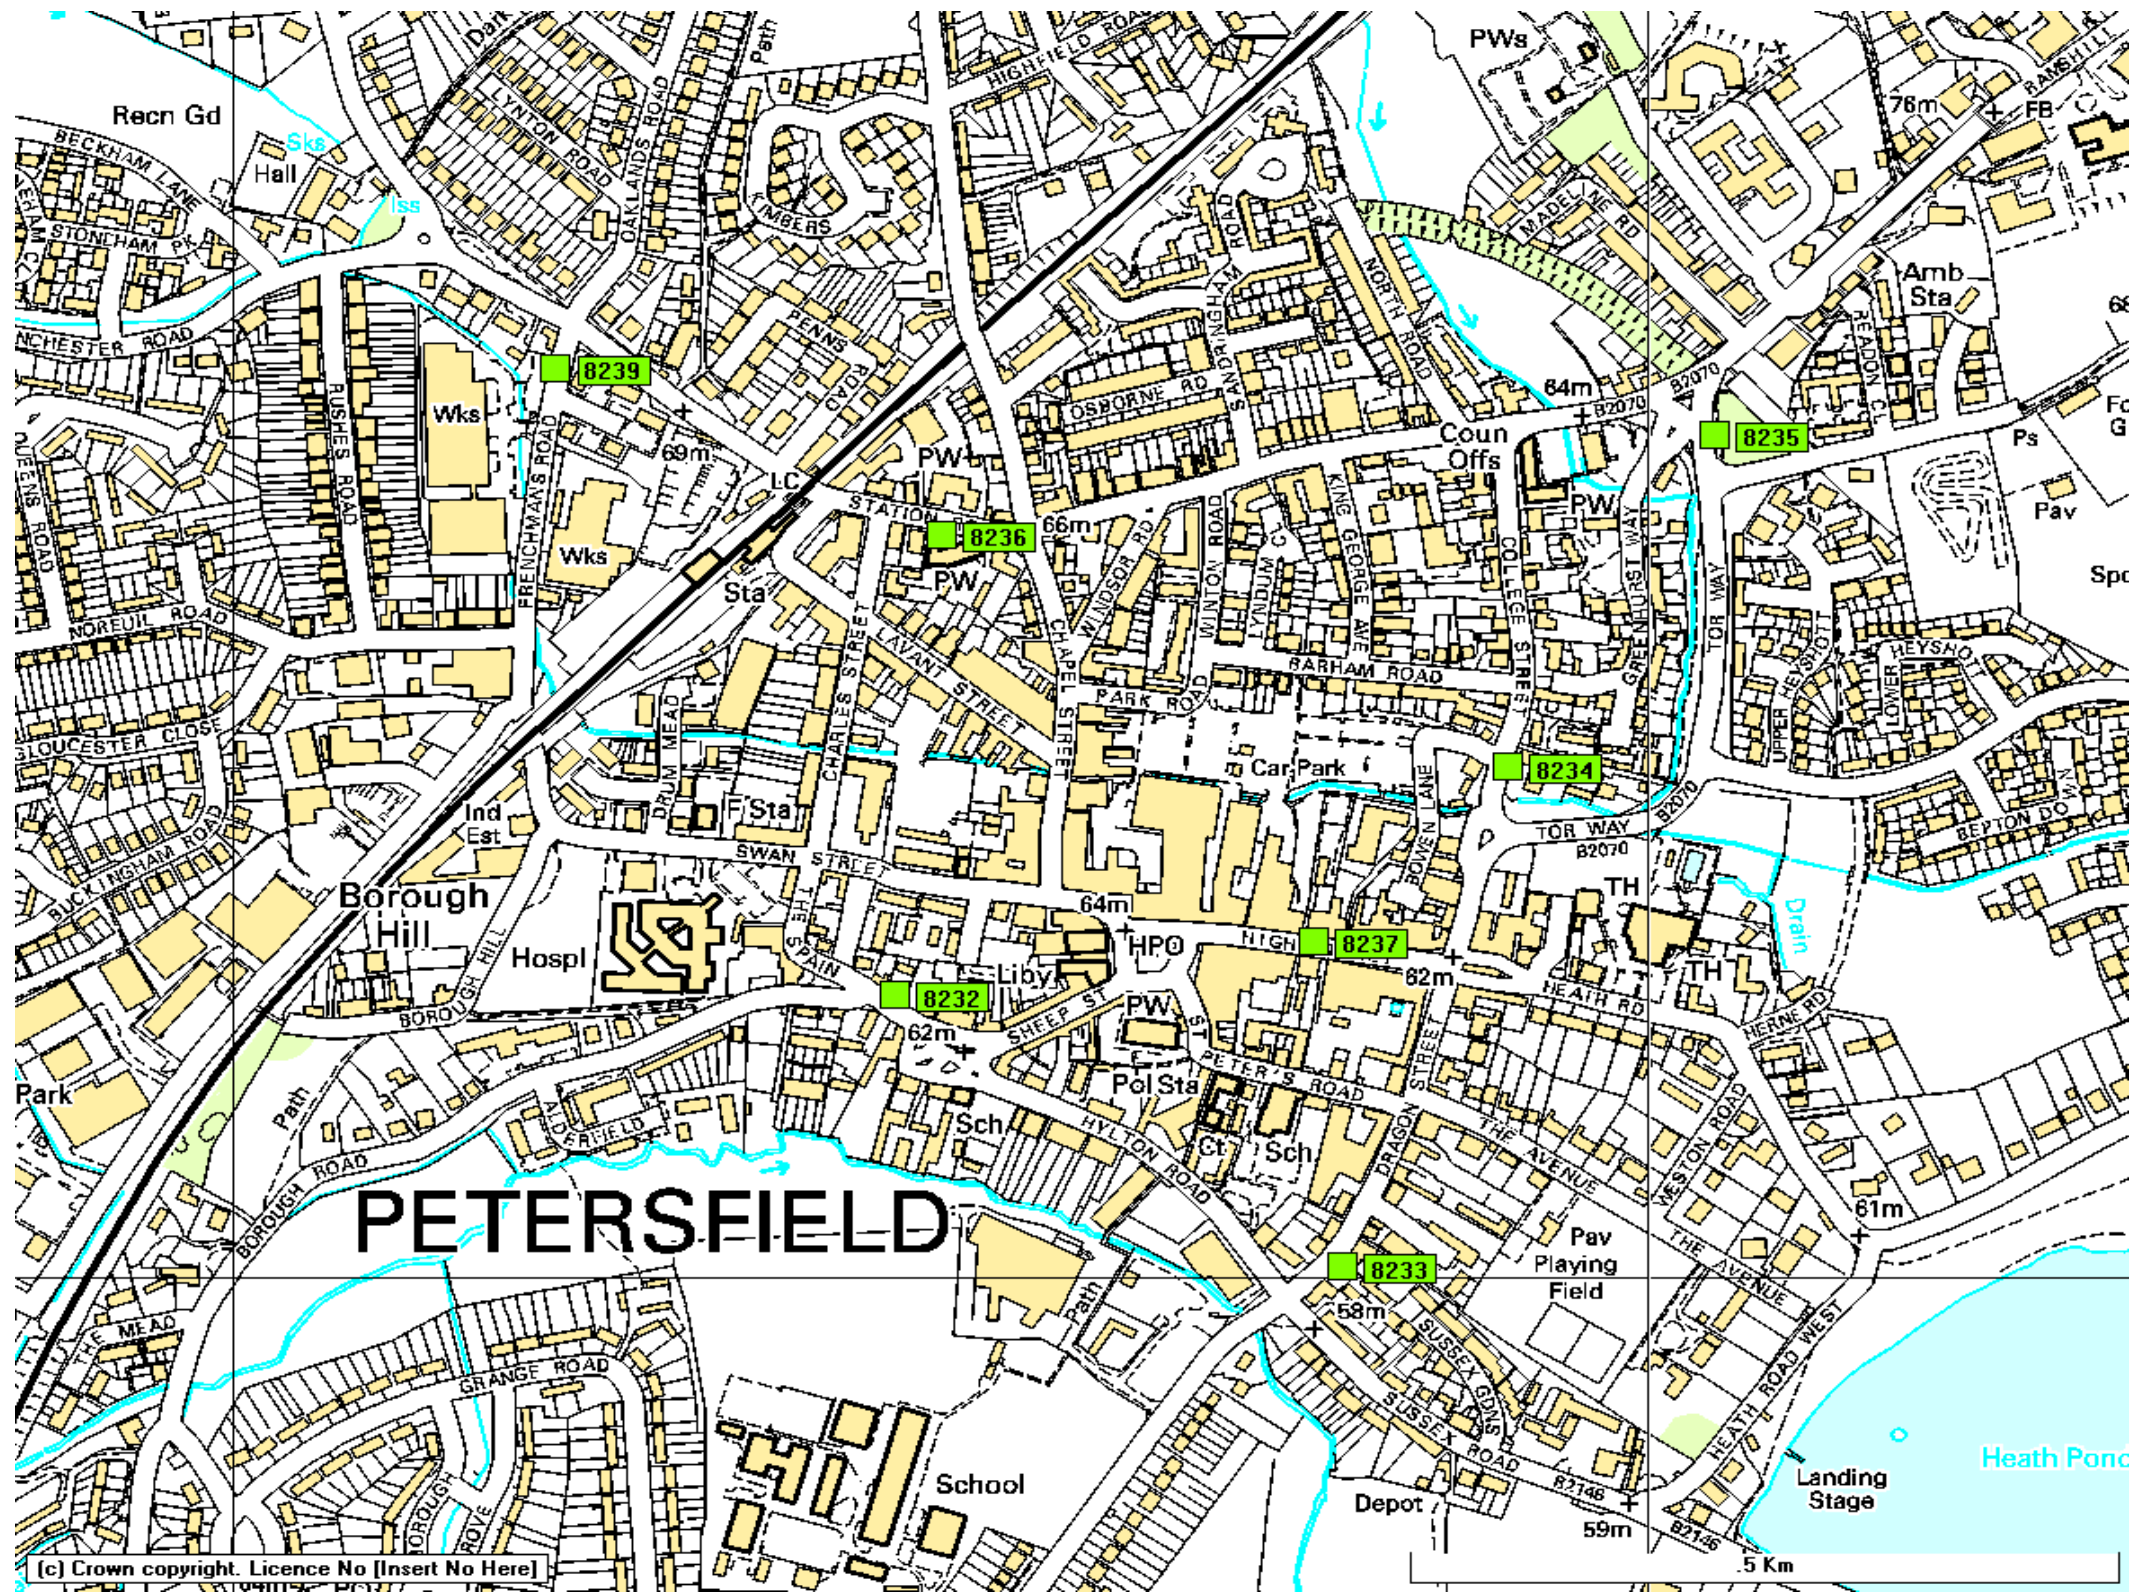 PWs
HIGHFIELD ROAD
RAMSHILL
Path
76m
FB
Recn Gd
LYNTON ROAD
OAKLANDS ROAD
Sks
Hall
BECKHAM LANE
Iss
STONEHAM PK
MADELINE RD
SANDRINGHAM ROAD
NORTH ROAD
Amb
Sta
READON C
PENNS ROAD
NCHESTER ROAD
8239
RUSHES ROAD
Wks
OSBORNE RD
64m
B2070
B2070
Coun
Offs
8235
Ps
69m
PW
LC
STATION
8236
66m
PW
Pav
QUEENS ROAD
FRENCHMAN'S ROAD
Wks
Sta
PW
WINDSOR RD
WINTON ROAD
LYNDUM C
KING GEORGE AVE
COLLEGE STREE
GREENHURST WAY
TOR WAY
Spo
NOREUIL ROAD
CHARLES STREET
LAVANT STREET
CHAPEL STREET
BARHAM ROAD
PARK ROAD
UPPER HEYSHOTT
LOWER
HEYSHO
GLOUCESTER CLOSE
DRUM MEAD
Car Park
8234
Ind
Est
F Sta
BOWEN LANE
TOR WAY
B2070
B2070
BEPTON DOWN
BUCKINGHAM ROAD
SWAN STREET
Borough
Hill
THE SPAIN
64m
TH
Drain
Hospl
HPO
HIGH
8237
BOROUGH HILL
8232
Liby
62m
TH
HEATH RD
HERNE RD
62m
SHEEP ST
PW
ST PETER'S ROAD
Park
Path
Pol Sta
ALDERFIELD
Sch
HYLTON ROAD
Ct
Sch
DRAGON STREET
THE AVENUE
WESTON ROAD
BOROUGH ROAD
PETERSFIELD
61m
Pav
Playing
Field
THE AVENUE
8233
Path
58m
THE MEAD
GRANGE ROAD
SUSSEX GDNS
SUSSEX ROAD
HEATH ROAD WEST
Heath Pond
School
Landing
Stage
Depot
B2146
59m
B2146
BOROUGH
ROVE
(c) Crown copyright. Licence No [Insert No Here]
.5 Km